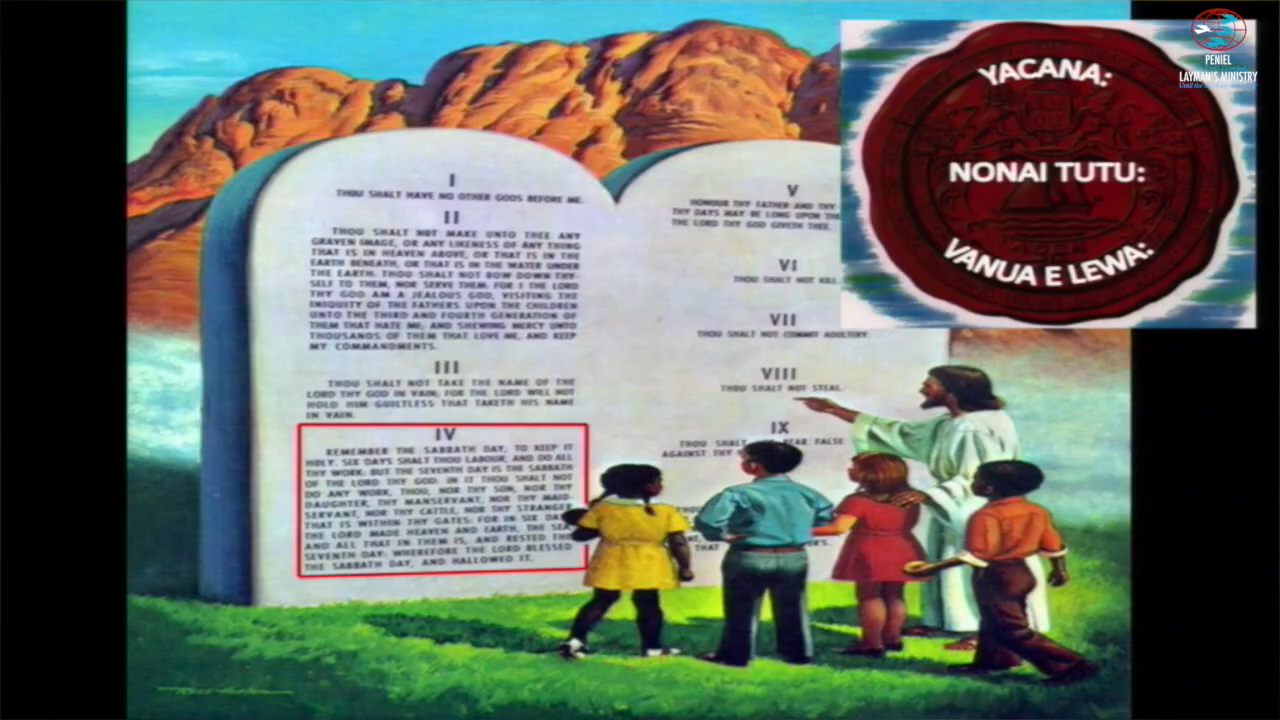 I
THOU SHALT HAVE NO OTHER GODS BEFORE ME.
II
THOU SHALT NOT MAKE UNTO THEE ANY
GRAVEN IMAGE, OR ANY LIKENESS OF ANY THING
THAT IS IN HEAVEN ABOVE, OR THAT IS IN THE
EARTH BENEATH, OR THAT IS IN THE WATER UNDER
THE EARTH. THOU SHALT NOT BOW DOWN THY-
SELF TO THEM, NOR SERVE THEM: FOR I THE LORD
THY GOD AM A JEALOUS GOD, VISITING THE
INIQUITY OF THE FATHERS UPON THE CHILDREN
UNTO THE THIRD AND FOURTH GENERATION OF
THEM THAT HATE ME; AND SHEWING MERCY UNTO
THOUSANDS OF THEM THAT LOVE ME, AND KEEP
MY COMMANDMENTS.
III
THOU SHALT NOT TAKE THE NAME OF THE
LORD THY GOD IN VAIN; FOR THE LORD WILL NOT
HOLD HIM GUILTLESS THAT TAKETH HIS NAME
IN VAIN.
IV
REMEMBER THE SABBATH DAY, TO KEEP IT
HOLY. SIX DAYS SHALT THOU LABOUR, AND DO ALL
THY WORK: BUT THE SEVENTH DAY IS THE SABBATH
OF THE LORD THY GOD: IN IT THOU SHALT NOT
DO ANY WORK, THOU, NOR THY SON, NOR THY
DAUGHTER, THY MANSERVANT, NOR THY MAID-
SERVANT, NOR THY CATTLE, NOR THY STRANGER
THAT IS WITHIN THY GATES: FOR IN SIX DAYS
THE LORD MADE HEAVEN AND EARTH, THE SEA,
AND ALL THAT IN THEM IS, AND RESTED THE
SEVENTH DAY: WHEREFORE THE LORD BLESSED
THE SABBATH DAY, AND HALLOWED IT.
V
HONOUR THY FATHER AND THY
THY DAYS MAY BE LONG UPON THE
THE LORD THY GOD GIVETH THEE.
VI
THOU SHALT NOT KILL.
VII
THOU SHALT NOT COMMIT ADULTERY.
VIII
THOU SHALT NOT STEAL.
IX
THOU SHALT BEAR FALSE
AGAINST THY
THAT
YACANA:
NONAI TUTU:
VANUA E LEWA:
PENIEL
LAYMAN'S MINISTRY